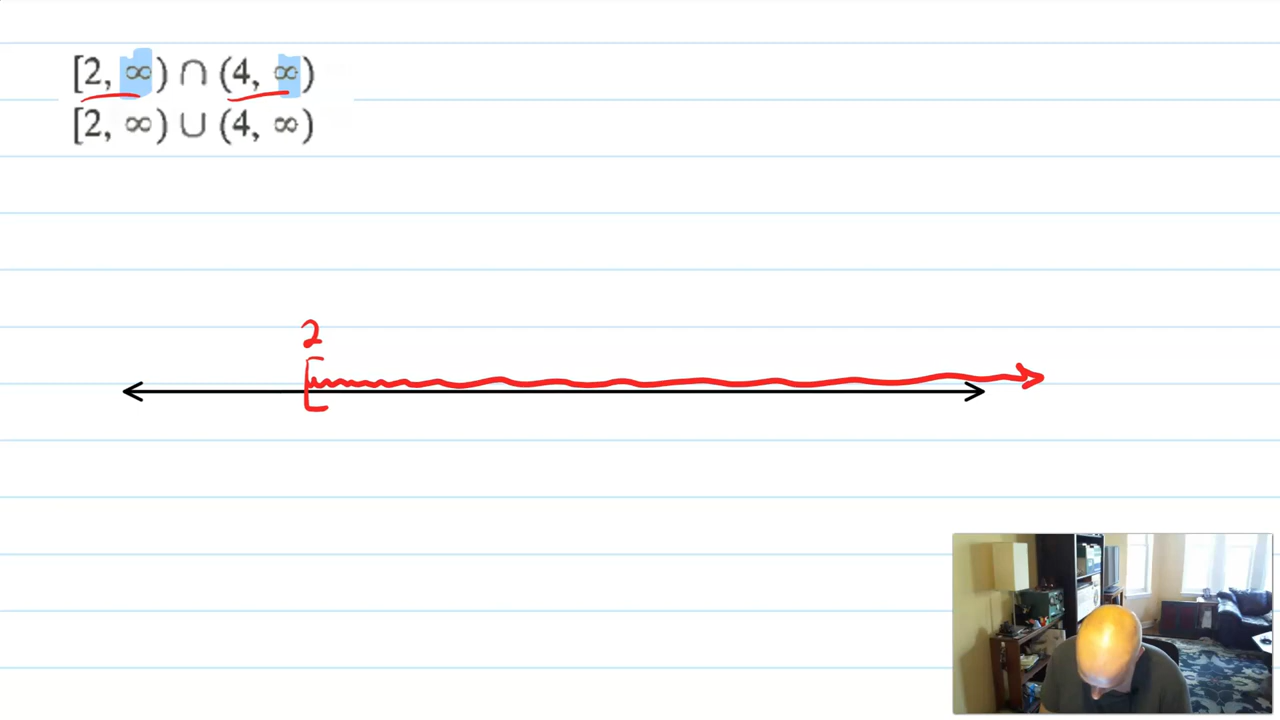 [2, ∞) ∩ (4, ∞)
[2, ∞) ∪ (4, ∞)
2
[